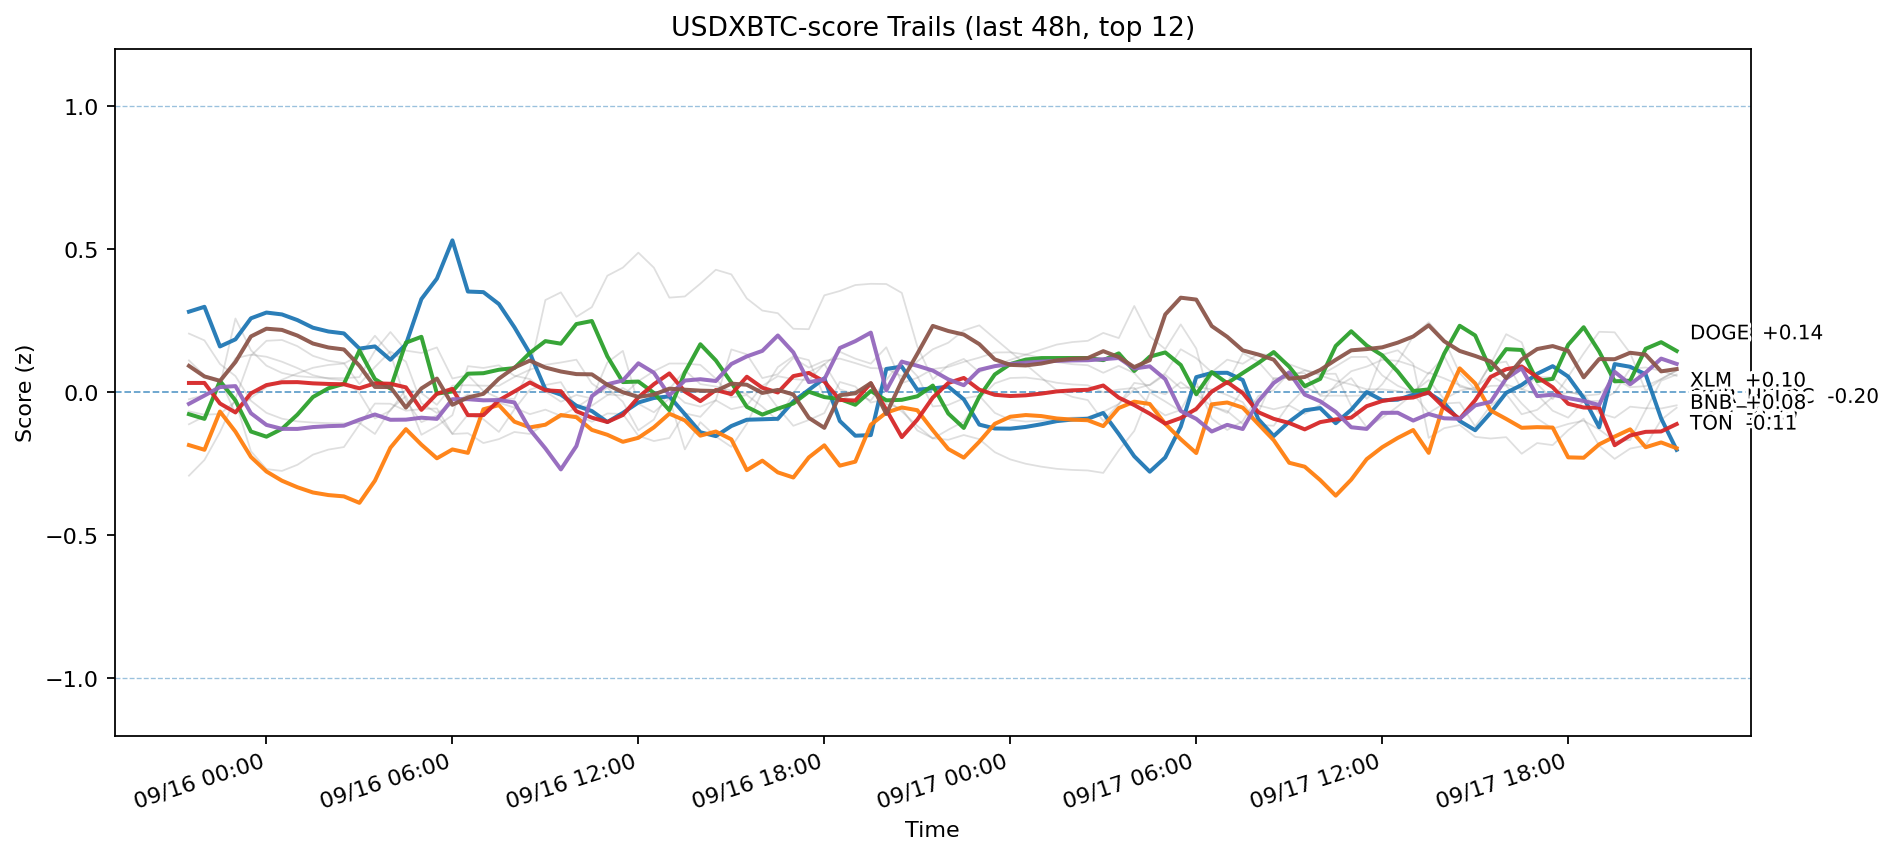 USDXBTC-score Trails (last 48h, top 12)
Score (z)
1.0
0.5
0.0
−0.5
−1.0
DOGE +0.14
XLM +0.10
-0.20
BNB +0.08
TON -0.11
09/16 00:00
09/16 06:00
09/16 12:00
09/16 18:00
09/17 00:00
09/17 06:00
09/17 12:00
09/17 18:00
Time